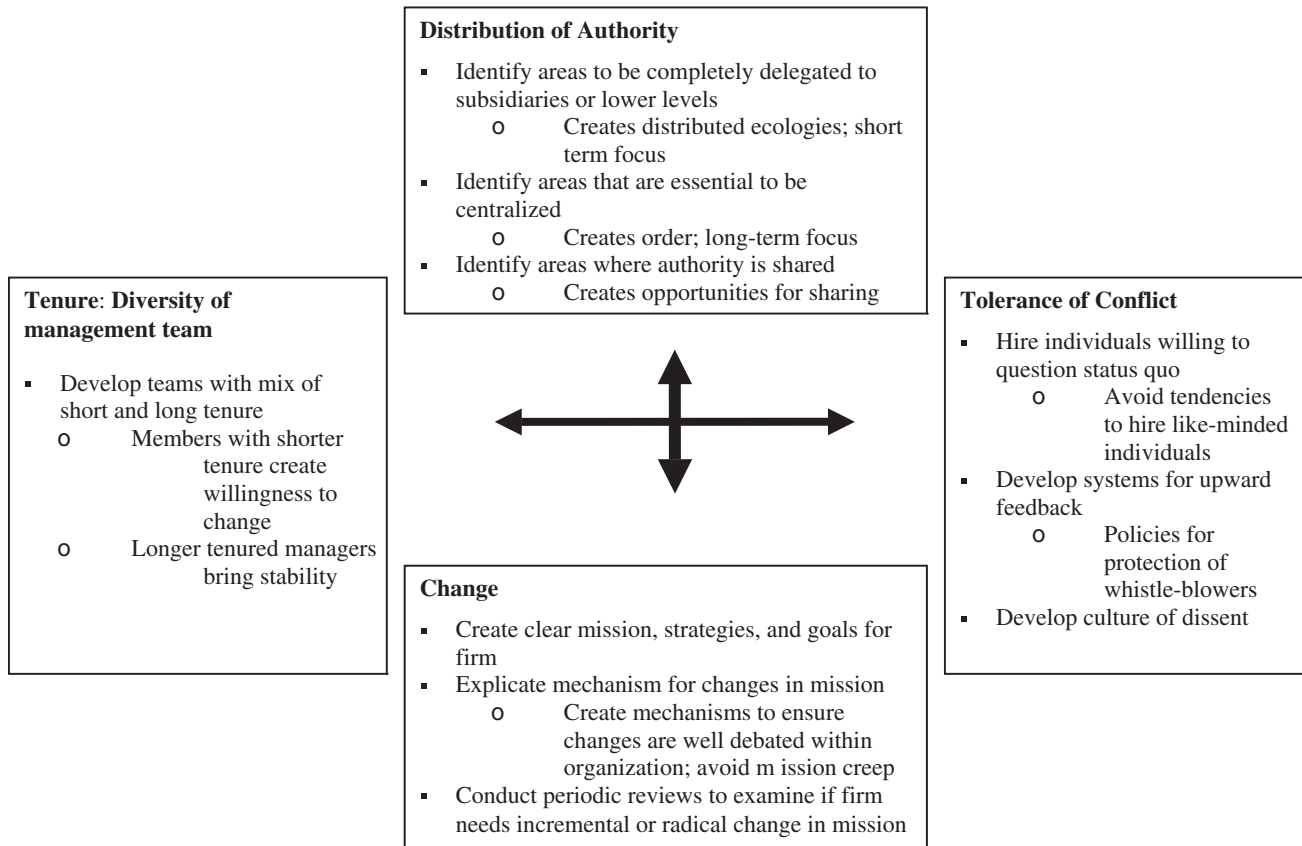 Distribution of Authority
▪ Identify areas to be completely delegated to
subsidiaries or lower levels
o Creates distributed ecologies; short
term focus
▪ Identify areas that are essential to be
centralized
o Creates order; long-term focus
▪ Identify areas where authority is shared
o Creates opportunities for sharing
Tenure: Diversity of
management team
▪ Develop teams with mix of
short and long tenure
o Members with shorter
tenure create
willingness to
change
o Longer tenured managers
bring stability
Tolerance of Conflict
▪ Hire individuals willing to
question status quo
o Avoid tendencies
to hire like-minded
individuals
▪ Develop systems for upward
feedback
o Policies for
protection of
whistle-blowers
▪ Develop culture of dissent
Change
▪ Create clear mission, strategies, and goals for
firm
▪ Explicate mechanism for changes in mission
o Create mechanisms to ensure
changes are well debated within
organization; avoid m ission creep
▪ Conduct periodic reviews to examine if firm
needs incremental or radical change in mission